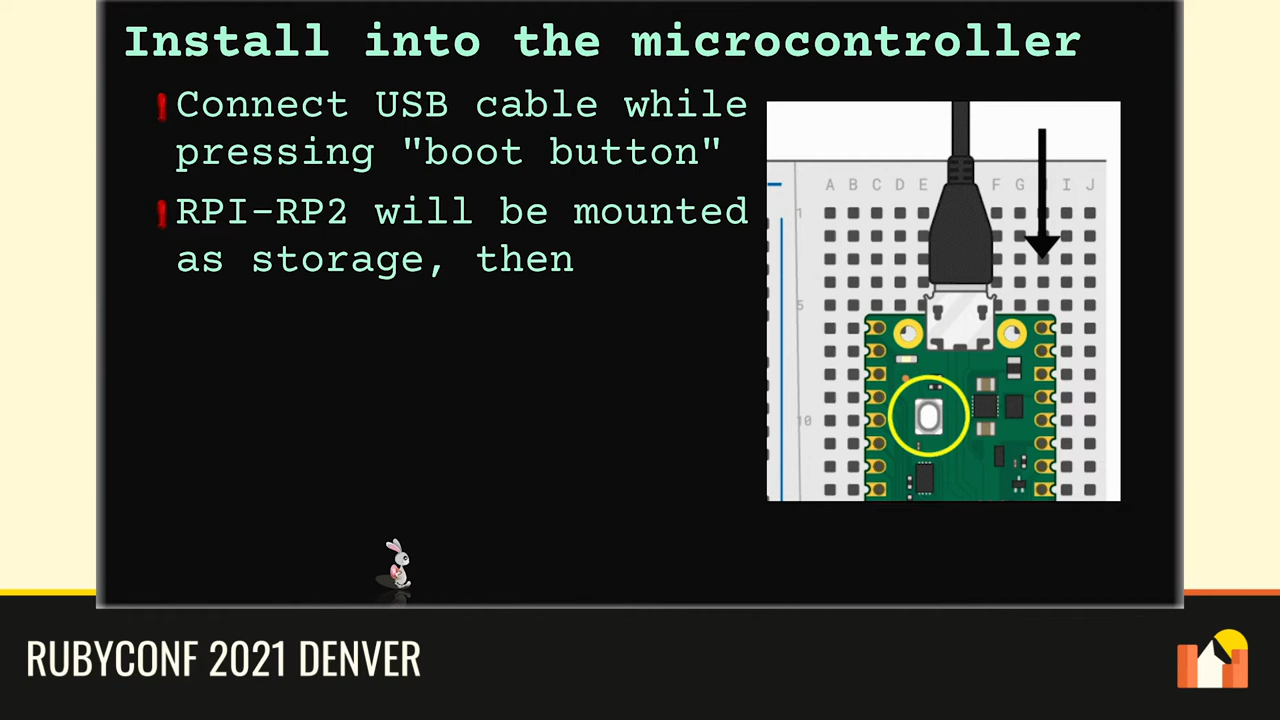 Install into the microcontroller
Connect USB cable while
pressing "boot button"
RPI-RP2 will be mounted
as storage, then
A B C D E F G I J
1
5
10
RUBYCONF 2021 DENVER